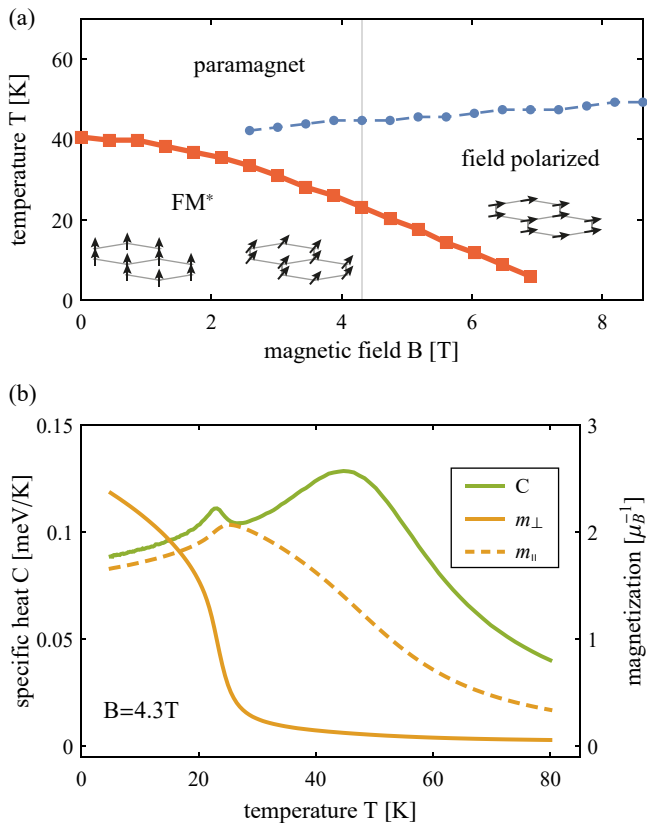 (a)
60
40
20
0
temperature T [K]
paramagnet
field polarized
FM*
0 2 4 6 8
magnetic field B [T]
(b)
0.15
0.1
0.05
0
specific heat C [meV/K]
3
2
1
0
magnetization [μ_B^{-1}]
C
m⊥
m॥
B=4.3T
0 20 40 60 80
temperature T [K]